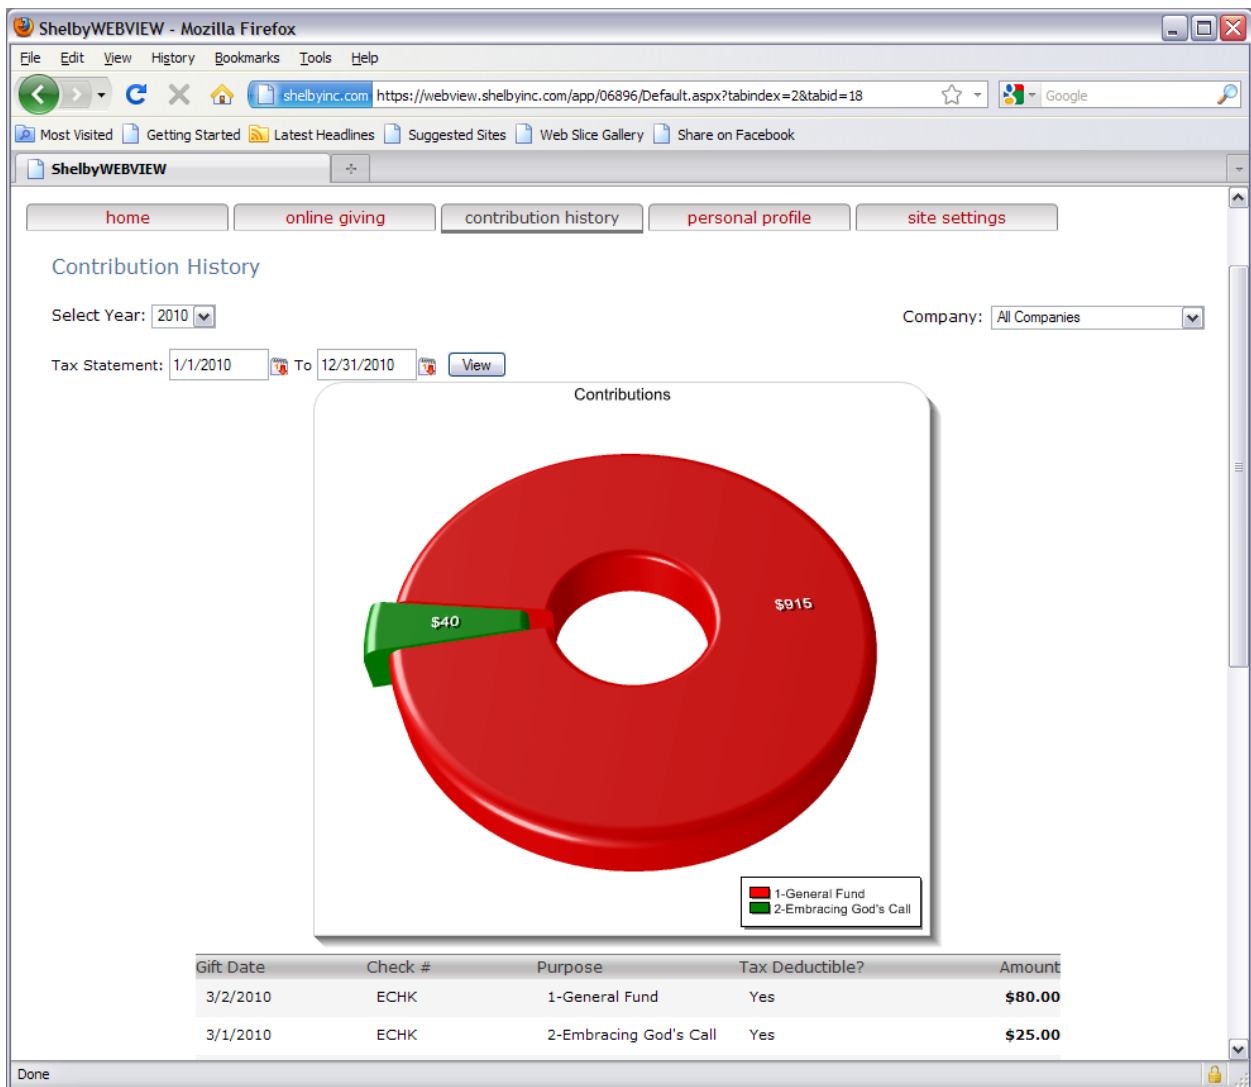 ShelbyWEBVIEW - Mozilla Firefox
File Edit View History Bookmarks Tools Help
shelbyinc.com https://webview.shelbyinc.com/app/06896/Default.aspx?tabindex=2&tabid=18 Google
Most Visited Getting Started Latest Headlines Suggested Sites Web Slice Gallery Share on Facebook
ShelbyWEBVIEW
home online giving contribution history personal profile site settings
Contribution History
Select Year: 2010 Company: All Companies
Tax Statement: 1/1/2010 To 12/31/2010 View
Contributions
$915
$40
1-General Fund
2-Embracing God's Call
Gift Date Check # Purpose Tax Deductible? Amount
3/2/2010 ECHK 1-General Fund Yes $80.00
3/1/2010 ECHK 2-Embracing God's Call Yes $25.00
Done